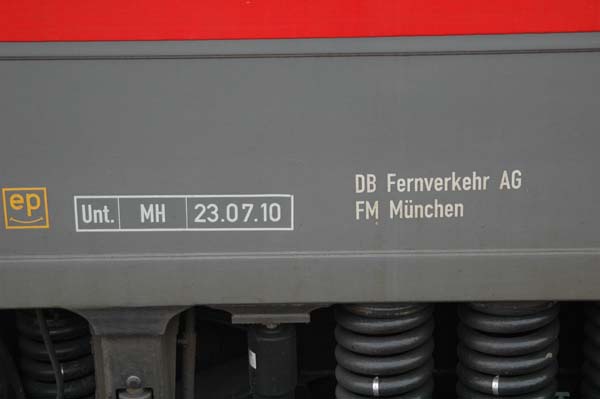 DB Fernverkehr AG
ep
Unt. MH 23.07.10
FM München